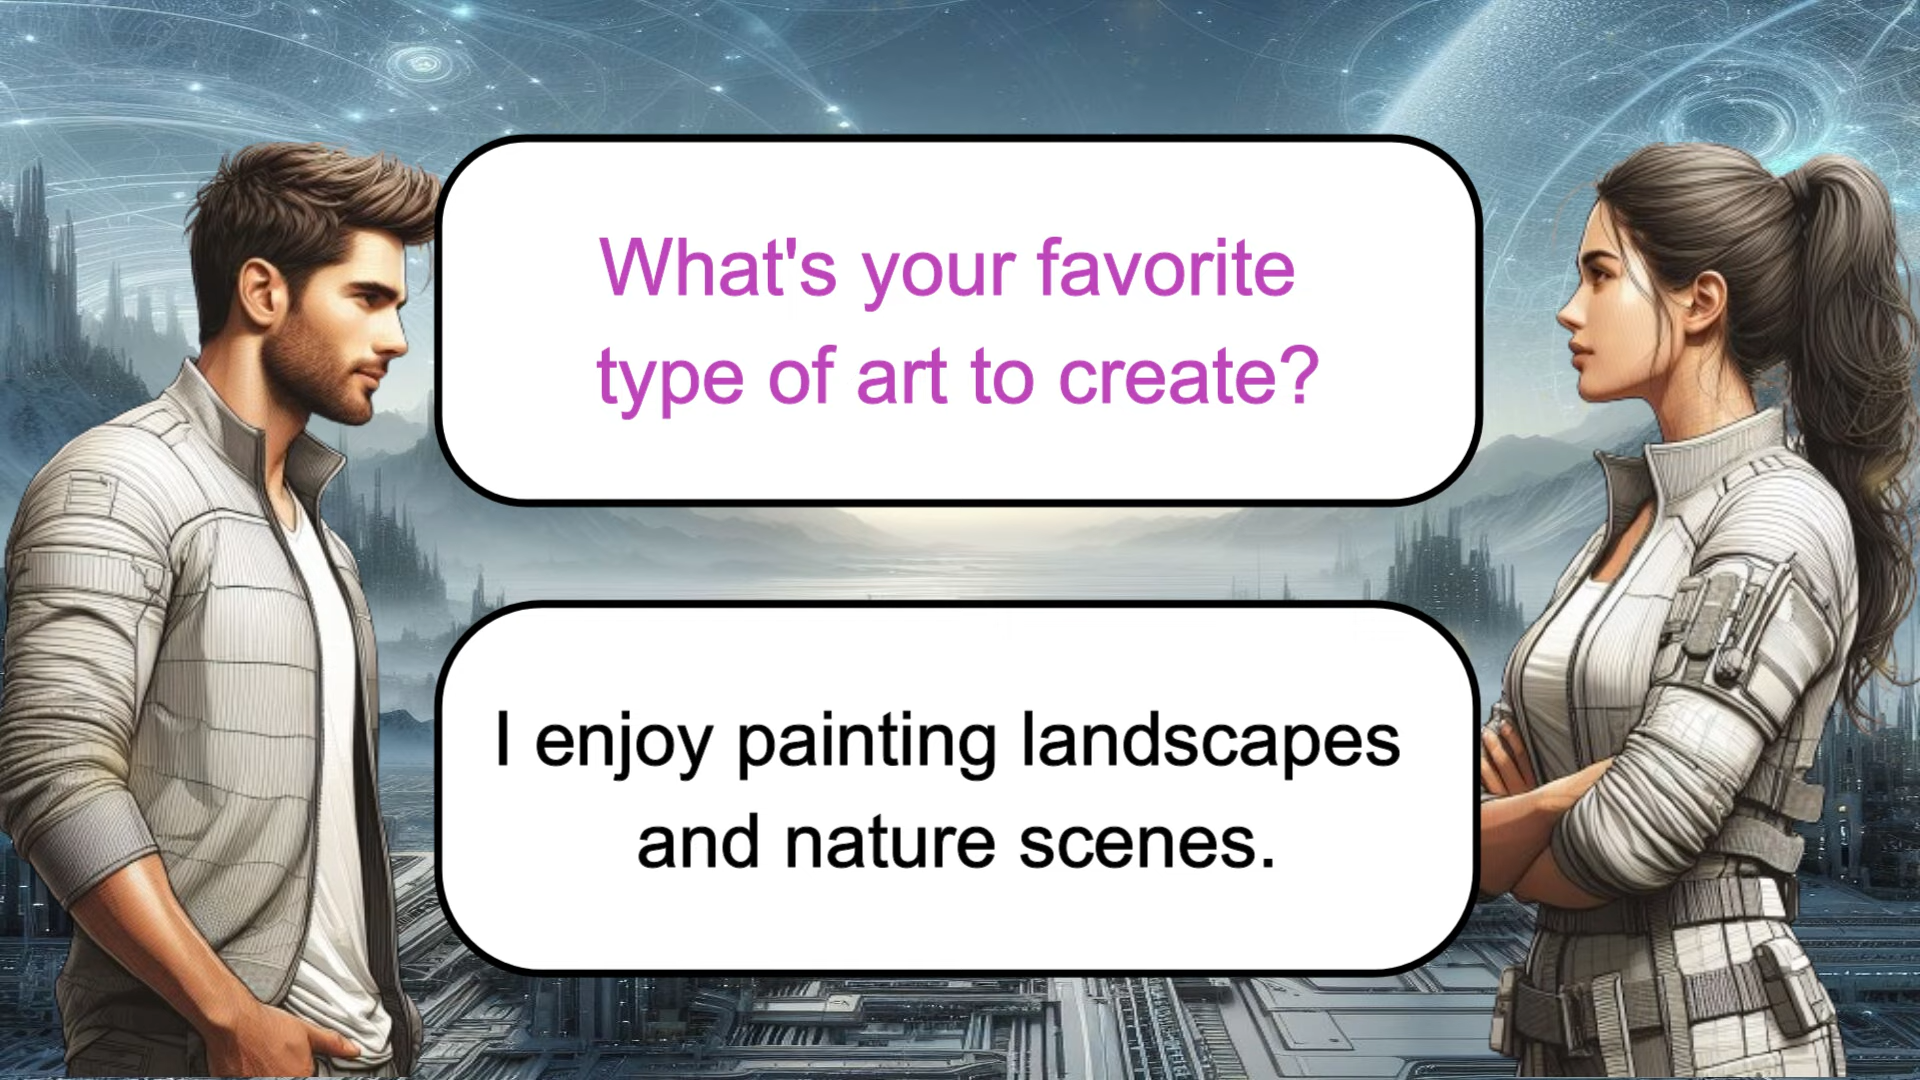 What's your favorite
type of art to create?
I enjoy painting landscapes
and nature scenes.